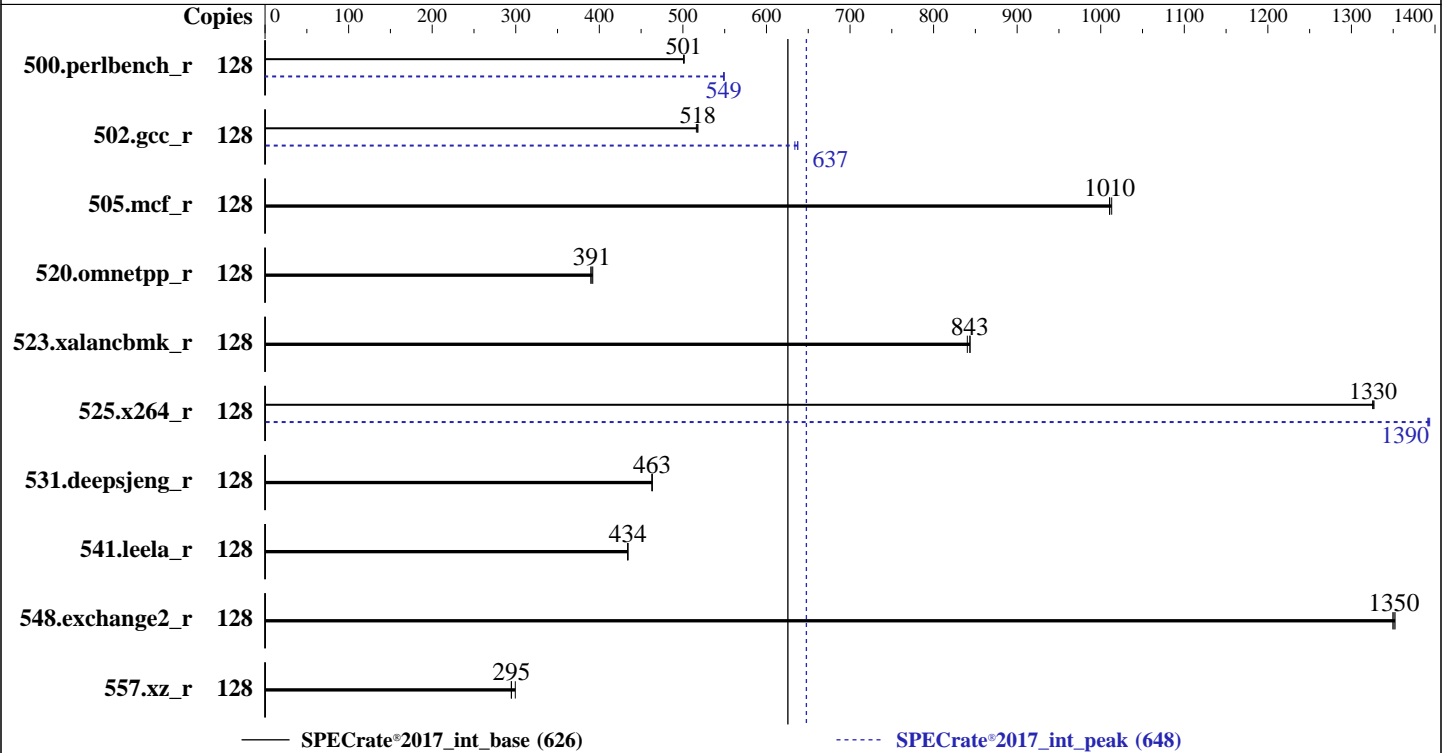 Copies 0 100 200 300 400 500 600 700 800 900 1000 1100 1200 1300 1400
500.perlbench_r 128 501
549
502.gcc_r 128 518
637
505.mcf_r 128 1010
520.omnetpp_r 128 391
523.xalancbmk_r 128 843
525.x264_r 128 1330
1390
531.deepsjeng_r 128 463
541.leela_r 128 434
548.exchange2_r 128 1350
557.xz_r 128 295
SPECrate®2017_int_base (626) SPECrate®2017_int_peak (648)